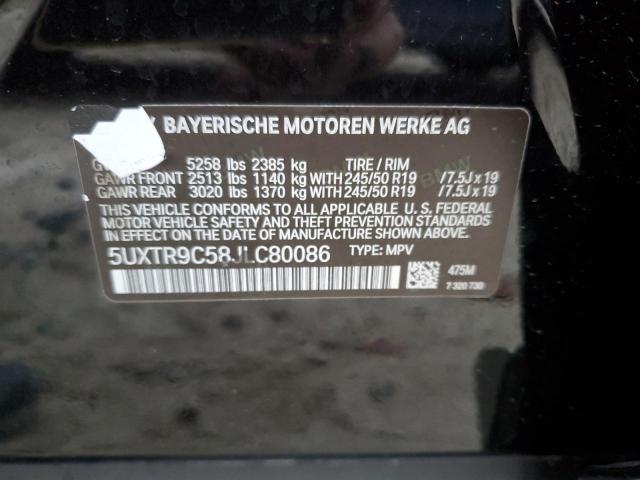 BAYERISCHE MOTOREN WERKE AG
5258 lbs 2385 kg TIRE / RIM
GAWR FRONT 2513 lbs 1140 kg WITH 245/50 R19 /7.5J x 19
GAWR REAR 3020 lbs 1370 kg WITH 245/50 R19 /7.5J x 19
THIS VEHICLE CONFORMS TO ALL APPLICABLE U. S. FEDERAL
MOTOR VEHICLE SAFETY AND THEFT PREVENTION STANDARDS
IN EFFECT ON THE DATE OF MANUFACTURE SHOWN ABOVE.
5UXTR9C58JLC80086 TYPE: MPV
475M
7 320 730